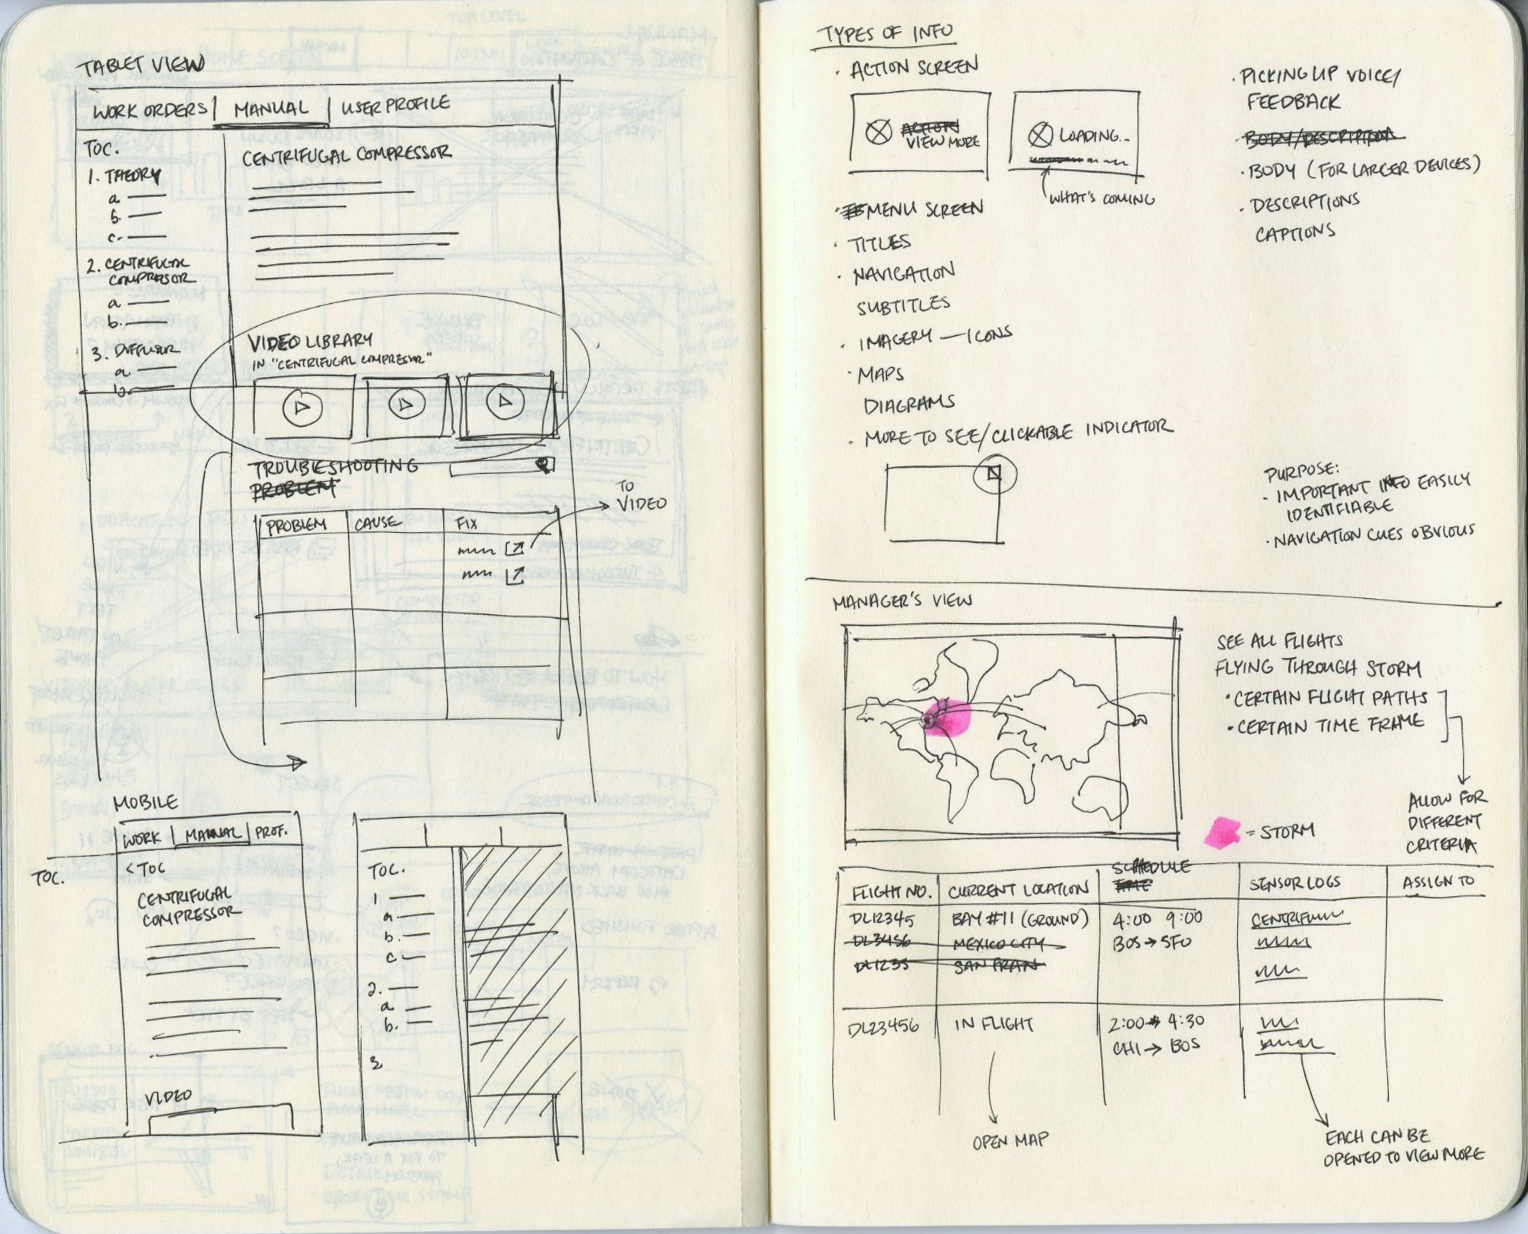 TABLET VIEW
WORK ORDERS | MANUAL | USER PROFILE
TOC.
1. THEORY
a
b.
c.
2. CENTRIFUGAL
COMPRESSOR
a
b.
3. DIFFUSOR
a
b.
CENTRIFUGAL COMPRESSOR
VIDEO LIBRARY
IN "CENTRIFUGAL COMPRESSOR"
TROUBLESHOOTING
PROBLEM
PROBLEM
CAUSE
FIX
TO
VIDEO
MOBILE
WORK | MANUAL | PROF.
TOC.
< TOC
CENTRIFUGAL
COMPRESSOR
VIDEO
TOC.
1
a
b.
c
2.
a
b.
3
TYPES OF INFO
· ACTION SCREEN
ACTION
VIEW MORE
LOADING..
WHAT'S COMING
· MENU SCREEN
· TITLES
· NAVIGATION
SUBTITLES
· IMAGERY — ICONS
· MAPS
DIAGRAMS
· MORE TO SEE/CLICKABLE INDICATOR
· PICKING UP VOICE/
FEEDBACK
BODY/DESCRIPTION
· BODY (FOR LARGER DEVICES)
· DESCRIPTIONS
CAPTIONS
PURPOSE:
· IMPORTANT INFO EASILY
IDENTIFIABLE
· NAVIGATION CUES OBVIOUS
MANAGER'S VIEW
SEE ALL FLIGHTS
FLYING THROUGH STORM
• CERTAIN FLIGHT PATHS
• CERTAIN TIME FRAME
ALLOW FOR
DIFFERENT
CRITERIA
= STORM
FLIGHT NO.
CURRENT LOCATION
SCHEDULE
TIME
SENSOR LOGS
ASSIGN TO
DL12345
BAY #11 (GROUND)
4:00 9:00
DL3456
MEXICO CITY
BOS → SFO
DL1235
SAN FRAN
DL23456
IN FLIGHT
2:00 → 4:30
CHI → BOS
OPEN MAP
EACH CAN BE
OPENED TO VIEW MORE